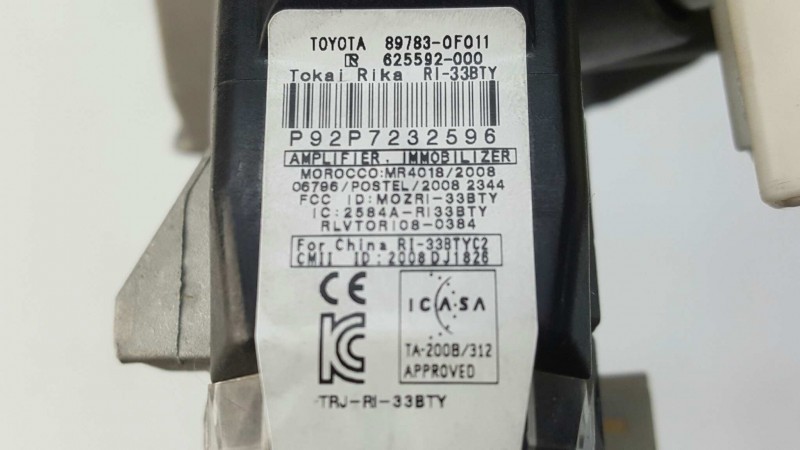 TOYOTA 89783-0F011
R 625592-000
Tokai Rika RI-33BTY
P92P7232596
AMPLIFIER, IMMOBILIZER
MOROCCO:MR4018/2008
06796/POSTEL/2008 2344
FCC ID:MOZRI-33BTY
IC:2584A-RI33BTY
RLVTORI08-0384
For China RI-33BTYC2
CMII ID:2008DJ1826
CE
ICASA
TA-2008/312
APPROVED
TRJ-RI-33BTY